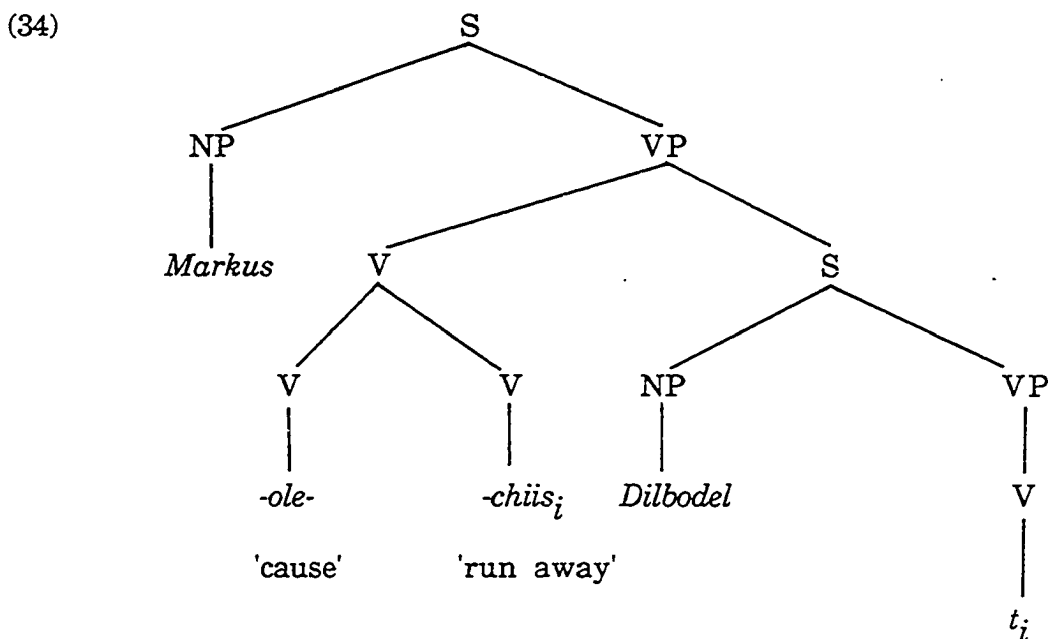 (34) S
NP VP
Markus V S
V V NP VP
-ole- -chiis_i Dilbodel V
'cause' 'run away'
t_i